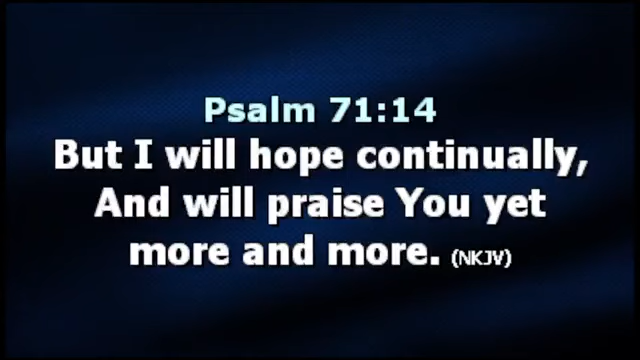 Psalm 71:14
But I will hope continually,
And will praise You yet
more and more. (NKJV)